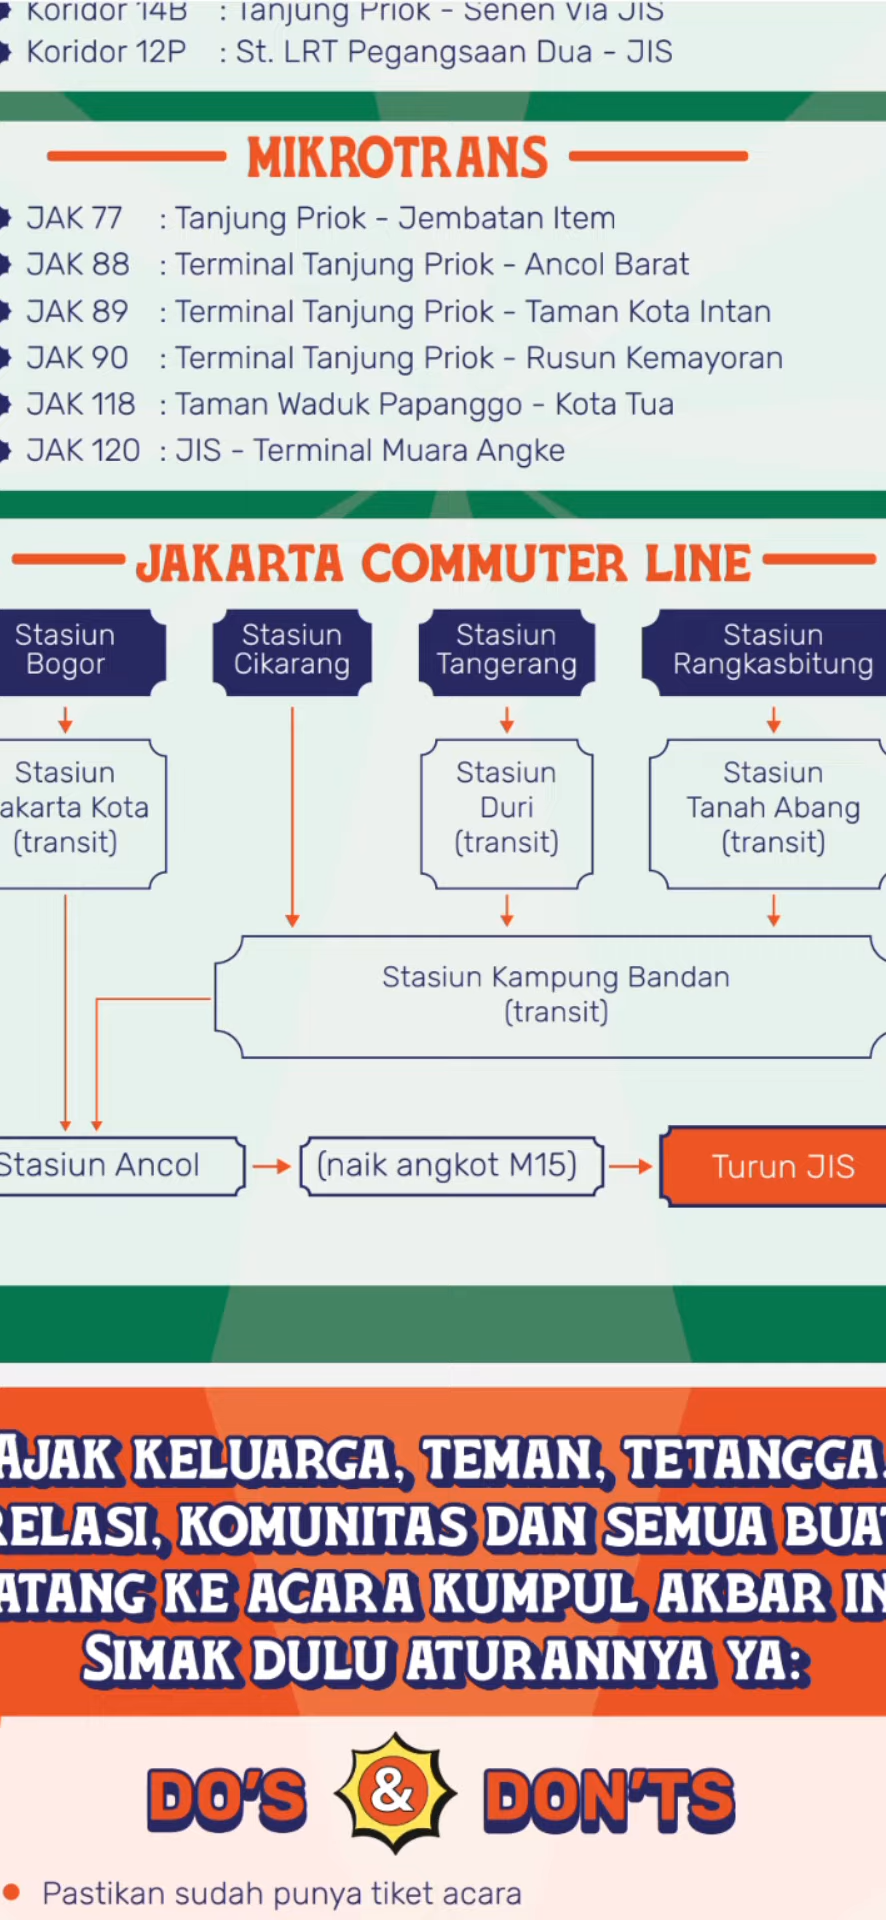 Koridor 14B : Tanjung Priok - Senen Via JIS
Koridor 12P : St. LRT Pegangsaan Dua - JIS
MIKROTRANS
JAK 77 : Tanjung Priok - Jembatan Item
JAK 88 : Terminal Tanjung Priok - Ancol Barat
JAK 89 : Terminal Tanjung Priok - Taman Kota Intan
JAK 90 : Terminal Tanjung Priok - Rusun Kemayoran
JAK 118 : Taman Waduk Papanggo - Kota Tua
JAK 120 : JIS - Terminal Muara Angke
JAKARTA COMMUTER LINE
Stasiun
Bogor
Stasiun
Cikarang
Stasiun
Tangerang
Stasiun
Rangkasbitung
Stasiun
akarta Kota
(transit)
Stasiun
Duri
(transit)
Stasiun
Tanah Abang
(transit)
Stasiun Kampung Bandan
(transit)
Stasiun Ancol
(naik angkot M15)
Turun JIS
AJAK KELUARGA, TEMAN, TETANGGA,
RELASI, KOMUNITAS DAN SEMUA BUAT
ATANG KE ACARA KUMPUL AKBAR IN
SIMAK DULU ATURANNYA YA:
DO'S & DON'TS
Pastikan sudah punya tiket acara